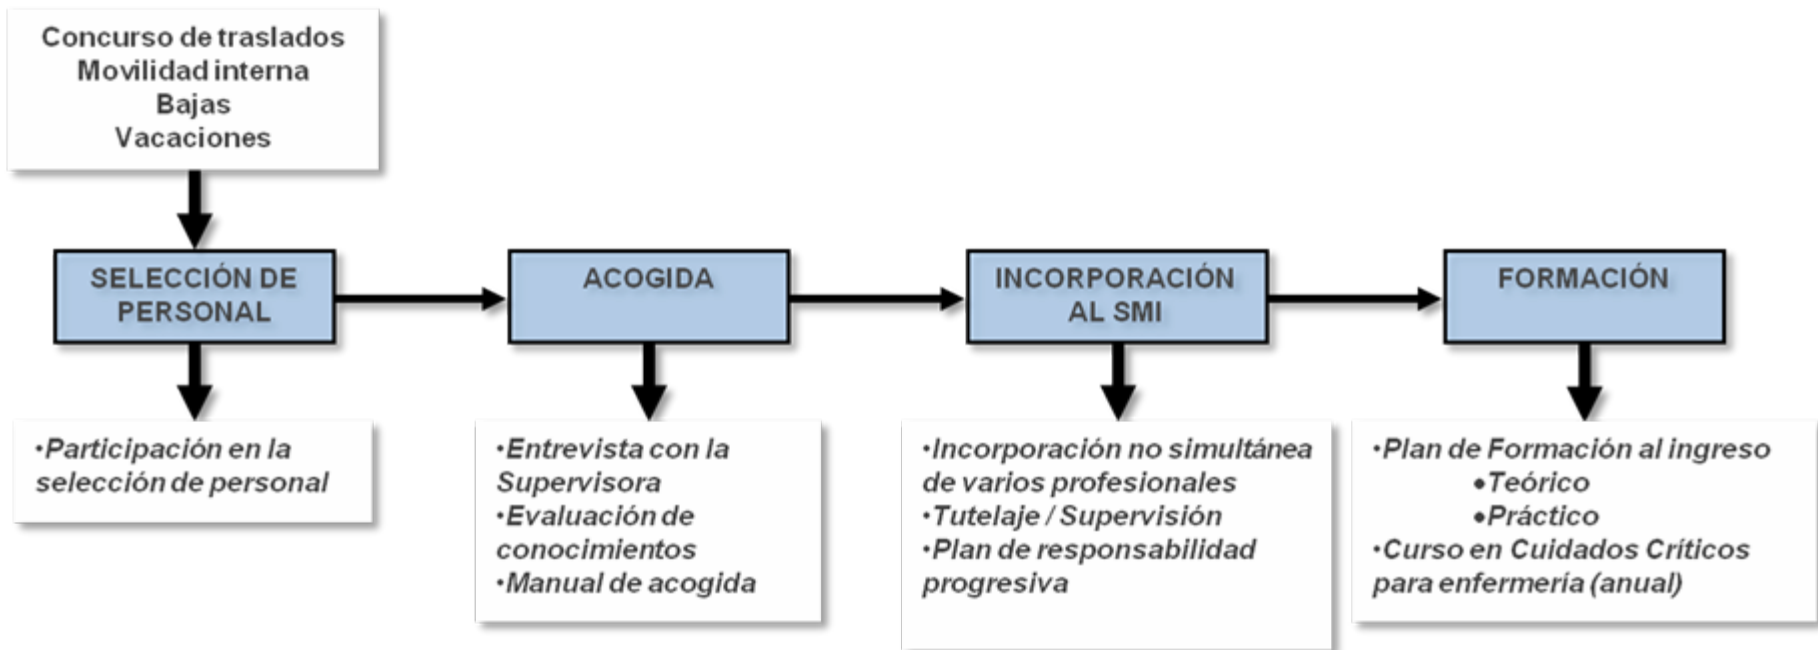 Concurso de traslados
Movilidad interna
Bajas
Vacaciones
SELECCIÓN DE
PERSONAL
ACOGIDA
INCORPORACIÓN
AL SMI
FORMACIÓN
•Participación en la
selección de personal
•Entrevista con la
Supervisora
•Evaluación de
conocimientos
•Manual de acogida
•Incorporación no simultánea
de varios profesionales
•Tutelaje / Supervisión
•Plan de responsabilidad
progresiva
•Plan de Formación al ingreso
•Teórico
•Práctico
•Curso en Cuidados Críticos
para enfermería (anual)